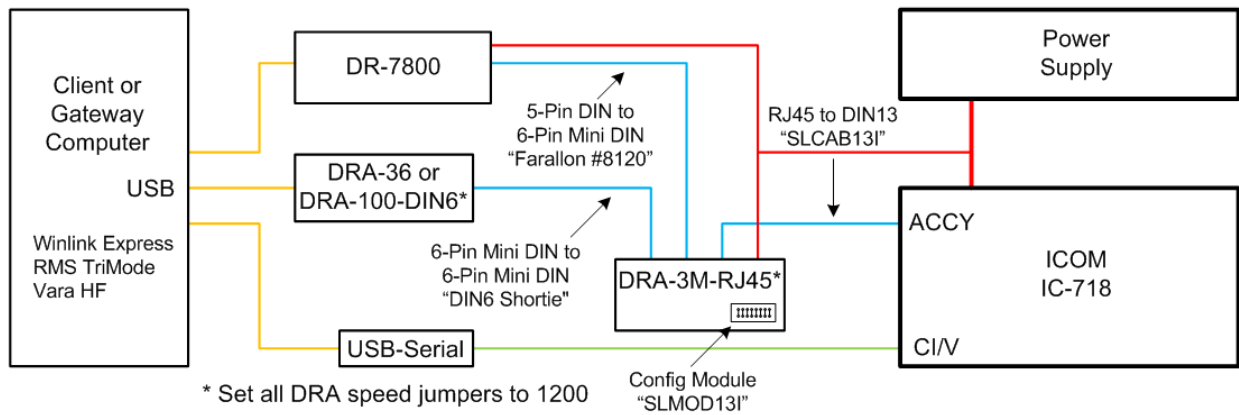 Client or
Gateway
Computer
USB
Winlink Express
RMS TriMode
Vara HF
DR-7800
5-Pin DIN to
6-Pin Mini DIN
“Farallon #8120”
DRA-36 or
DRA-100-DIN6*
6-Pin Mini DIN to
6-Pin Mini DIN
“DIN6 Shortie"
USB-Serial
* Set all DRA speed jumpers to 1200
DRA-3M-RJ45*
Config Module
“SLMOD13I”
RJ45 to DIN13
“SLCAB13I”
Power
Supply
ACCY
ICOM
IC-718
CI/V